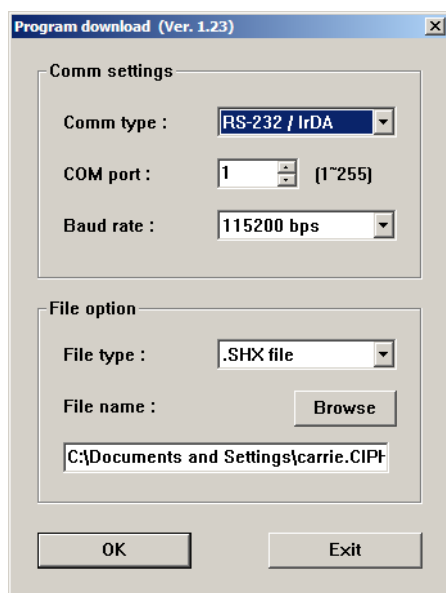 Program download (Ver. 1.23)
Comm settings
Comm type : RS-232 / IrDA
COM port : 1 (1~255)
Baud rate : 115200 bps
File option
File type : .SHX file
File name : Browse
C:\Documents and Settings\carrie.CIPH
OK Exit